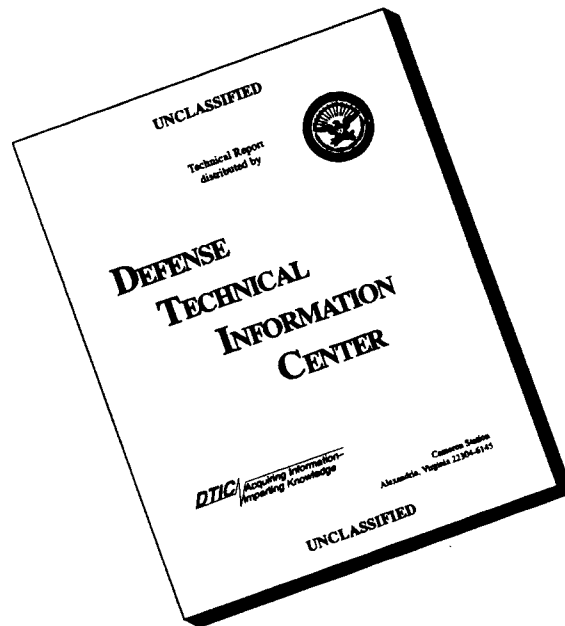 UNCLASSIFIED
Technical Report
distributed by
DEFENSE
TECHNICAL
INFORMATION
CENTER
DTIC Acquiring Information–
Imparting Knowledge
Cameron Station
Alexandria, Virginia 22304-6145
UNCLASSIFIED